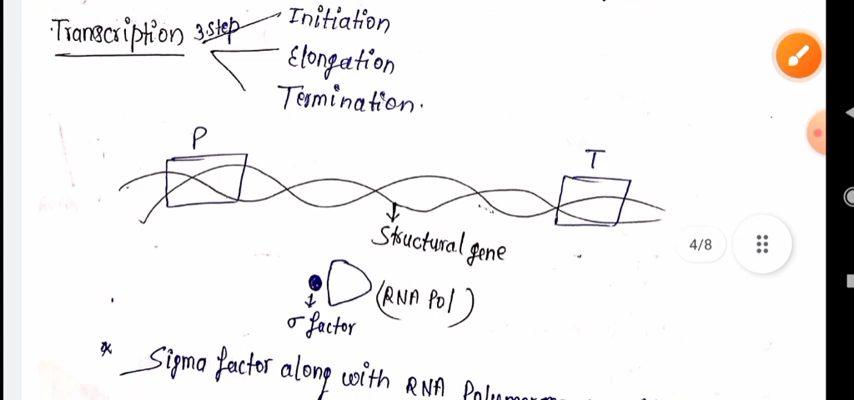 Transcription 3 step
Initiation
Elongation
Termination.
P
T
Structural gene
4/8
(RNA Pol)
σ factor
* Sigma factor along with RNA